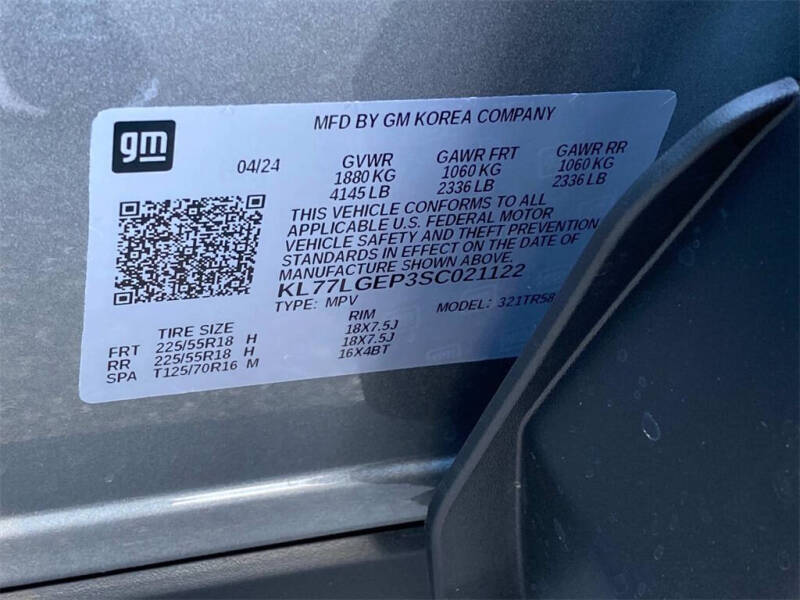 gm
MFD BY GM KOREA COMPANY
04/24 GVWR GAWR FRT GAWR RR
1880 KG 1060 KG 1060 KG
4145 LB 2336 LB 2336 LB
THIS VEHICLE CONFORMS TO ALL
APPLICABLE U.S. FEDERAL MOTOR
VEHICLE SAFETY AND THEFT PREVENTION
STANDARDS IN EFFECT ON THE DATE OF
MANUFACTURE SHOWN ABOVE.
KL77LGEP3SC021122
TYPE: MPV MODEL: 321TR58
TIRE SIZE RIM
FRT 225/55R18 H 18X7.5J
RR 225/55R18 H 18X7.5J
SPA T125/70R16 M 16X4BT